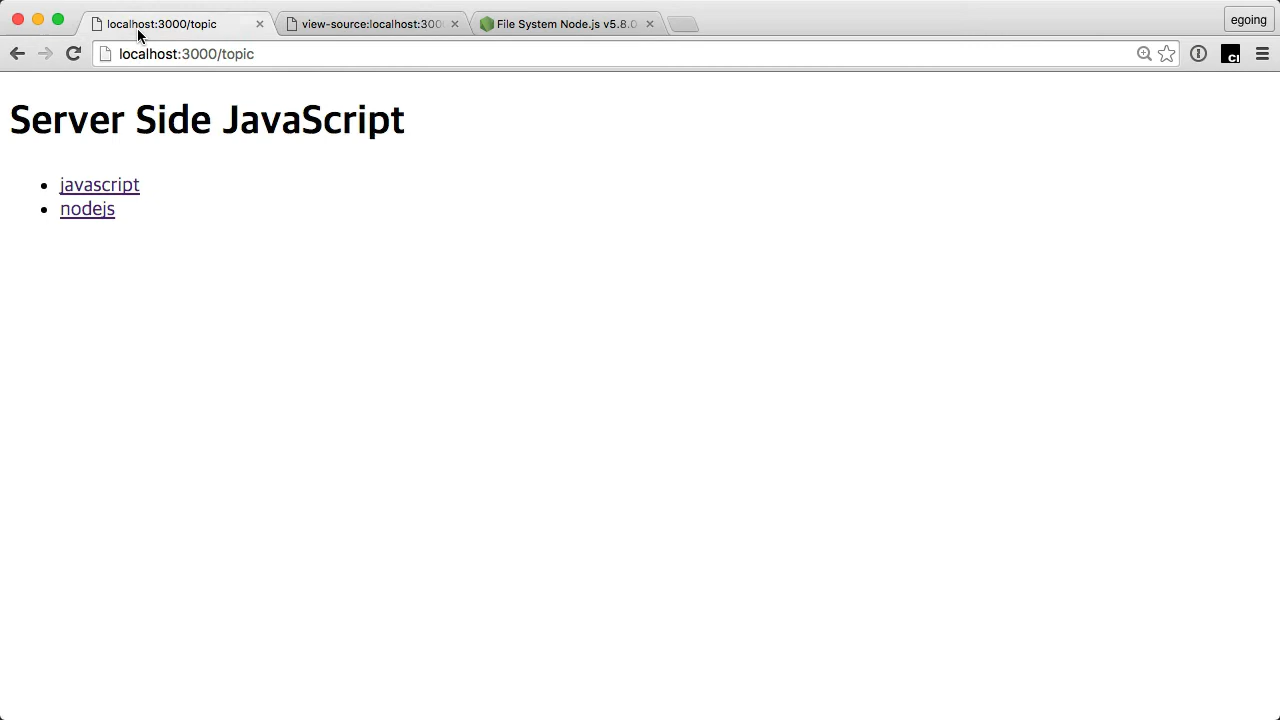 localhost:3000/topic
view-source:localhost:300
File System Node.js v5.8.0
egoing
localhost:3000/topic
Server Side JavaScript
javascript
nodejs